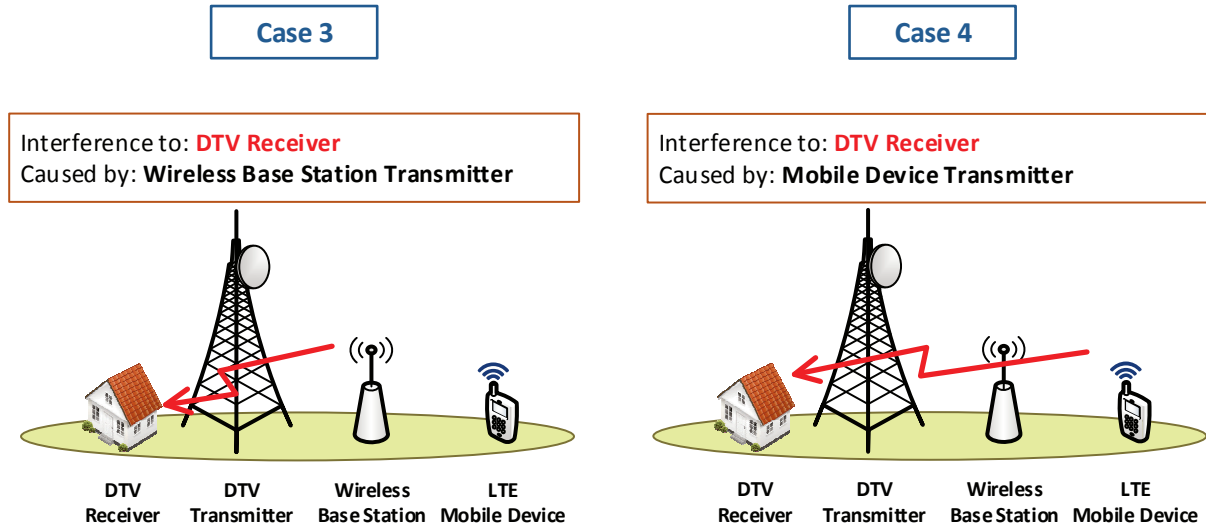 Case 3
Interference to: DTV Receiver
Caused by: Wireless Base Station Transmitter
DTV
Receiver
DTV
Transmitter
Wireless
Base Station
LTE
Mobile Device
Case 4
Interference to: DTV Receiver
Caused by: Mobile Device Transmitter
DTV
Receiver
DTV
Transmitter
Wireless
Base Station
LTE
Mobile Device